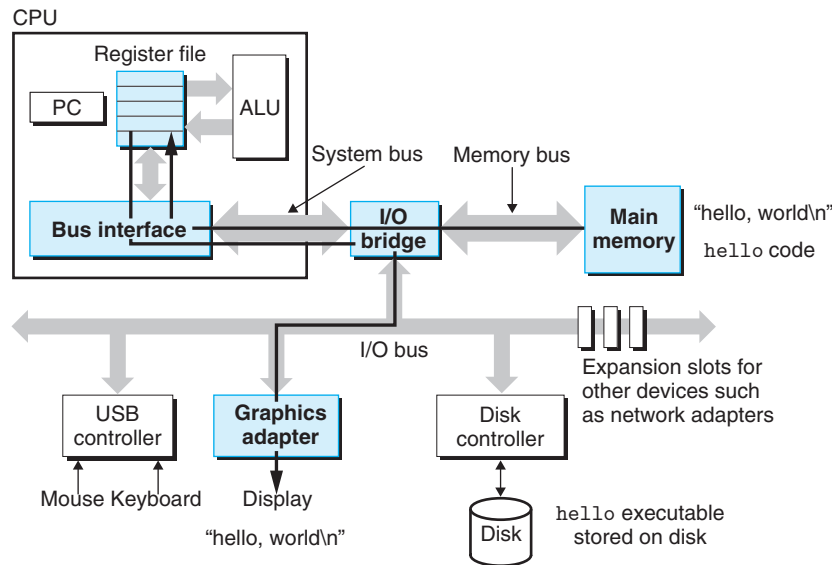 CPU
Register file
PC
ALU
System bus
Memory bus
Bus interface
I/O
bridge
Main
memory
“hello, world\n”
hello code
I/O bus
Expansion slots for
other devices such
as network adapters
USB
controller
Graphics
adapter
Disk
controller
Mouse Keyboard
Display
“hello, world\n”
Disk
hello executable
stored on disk